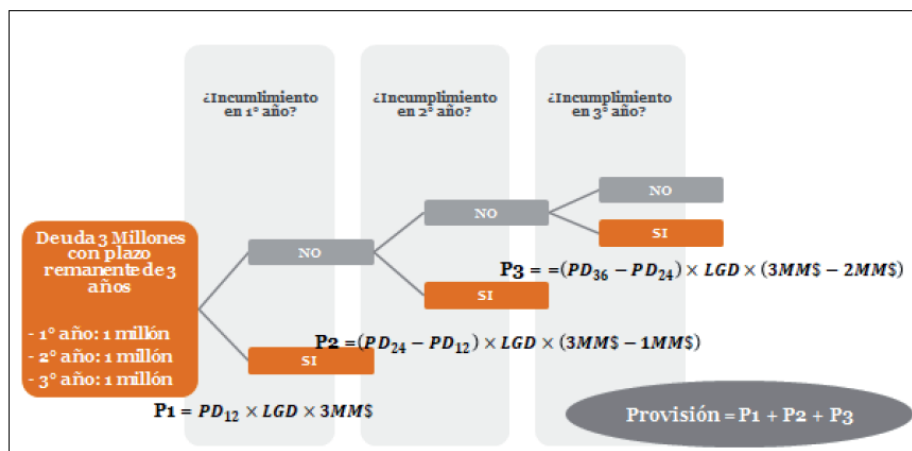 ¿Incumlimiento
en 1° año?
¿Incumplimiento
en 2° año?
¿Incumplimiento
en 3° año?
Deuda 3 Millones
con plazo
remanente de 3
años
- 1° año: 1 millón
- 2° año: 1 millón
- 3° año: 1 millón
NO
SI
NO
SI
NO
SI
P3 = =(PD₃₆ − PD₂₄) × LGD × (3MM$ − 2MM$)
P2 =(PD₂₄ − PD₁₂) × LGD × (3MM$ − 1MM$)
P1 = PD₁₂ × LGD × 3MM$
Provisión = P1 + P2 + P3